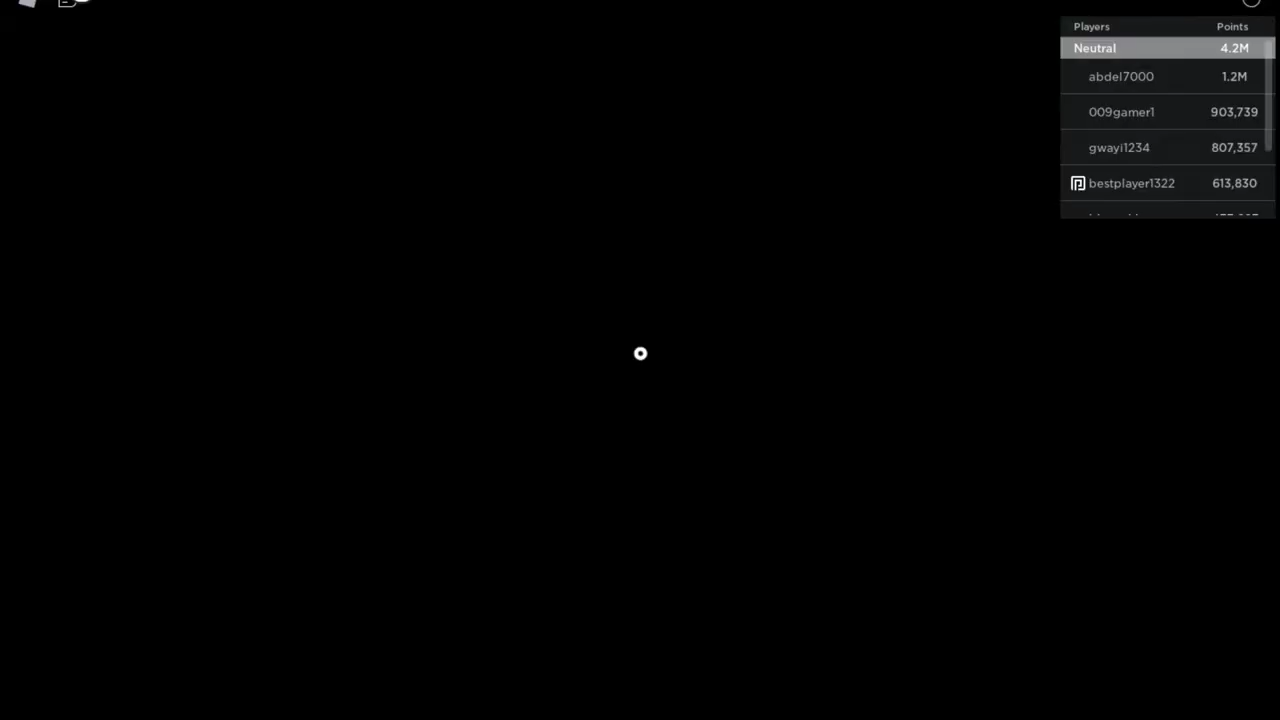 Players Points
Neutral 4.2M
abdel7000 1.2M
009gamer1 903,739
gwayi1234 807,357
bestplayer1322 613,830